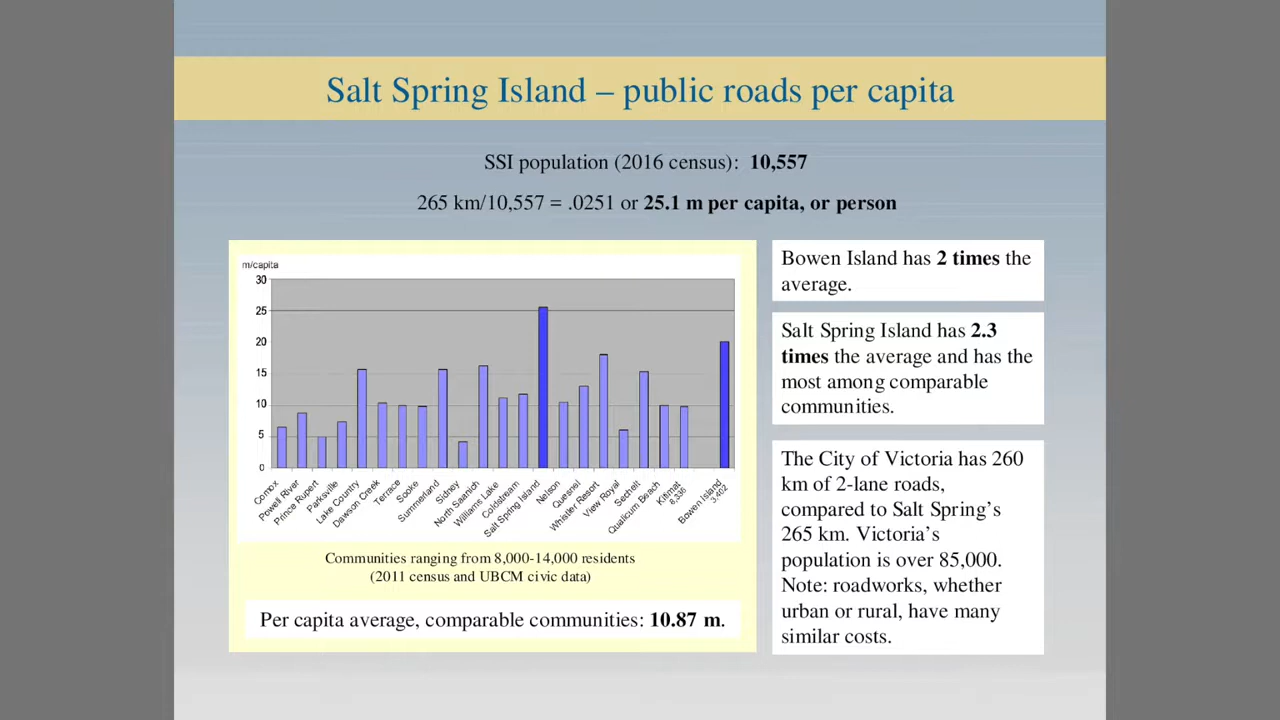 Salt Spring Island – public roads per capita
SSI population (2016 census): 10,557
265 km/10,557 = .0251 or 25.1 m per capita, or person
m/capita
30
25
20
15
10
5
0
Comox
Powell River
Prince Rupert
Parksville
Lake Country
Dawson Creek
Terrace
Sooke
Summerland
Sidney
North Saanich
Williams Lake
Coldstream
Salt Spring Island
Nelson
Quesnel
Whistler Resort
View Royal
Sechelt
Qualicum Beach
Kitimat
8,335
Bowen Island
3,402
Communities ranging from 8,000-14,000 residents
(2011 census and UBCM civic data)
Per capita average, comparable communities: 10.87 m.
Bowen Island has 2 times the
average.
Salt Spring Island has 2.3
times the average and has the
most among comparable
communities.
The City of Victoria has 260
km of 2-lane roads,
compared to Salt Spring’s
265 km. Victoria’s
population is over 85,000.
Note: roadworks, whether
urban or rural, have many
similar costs.